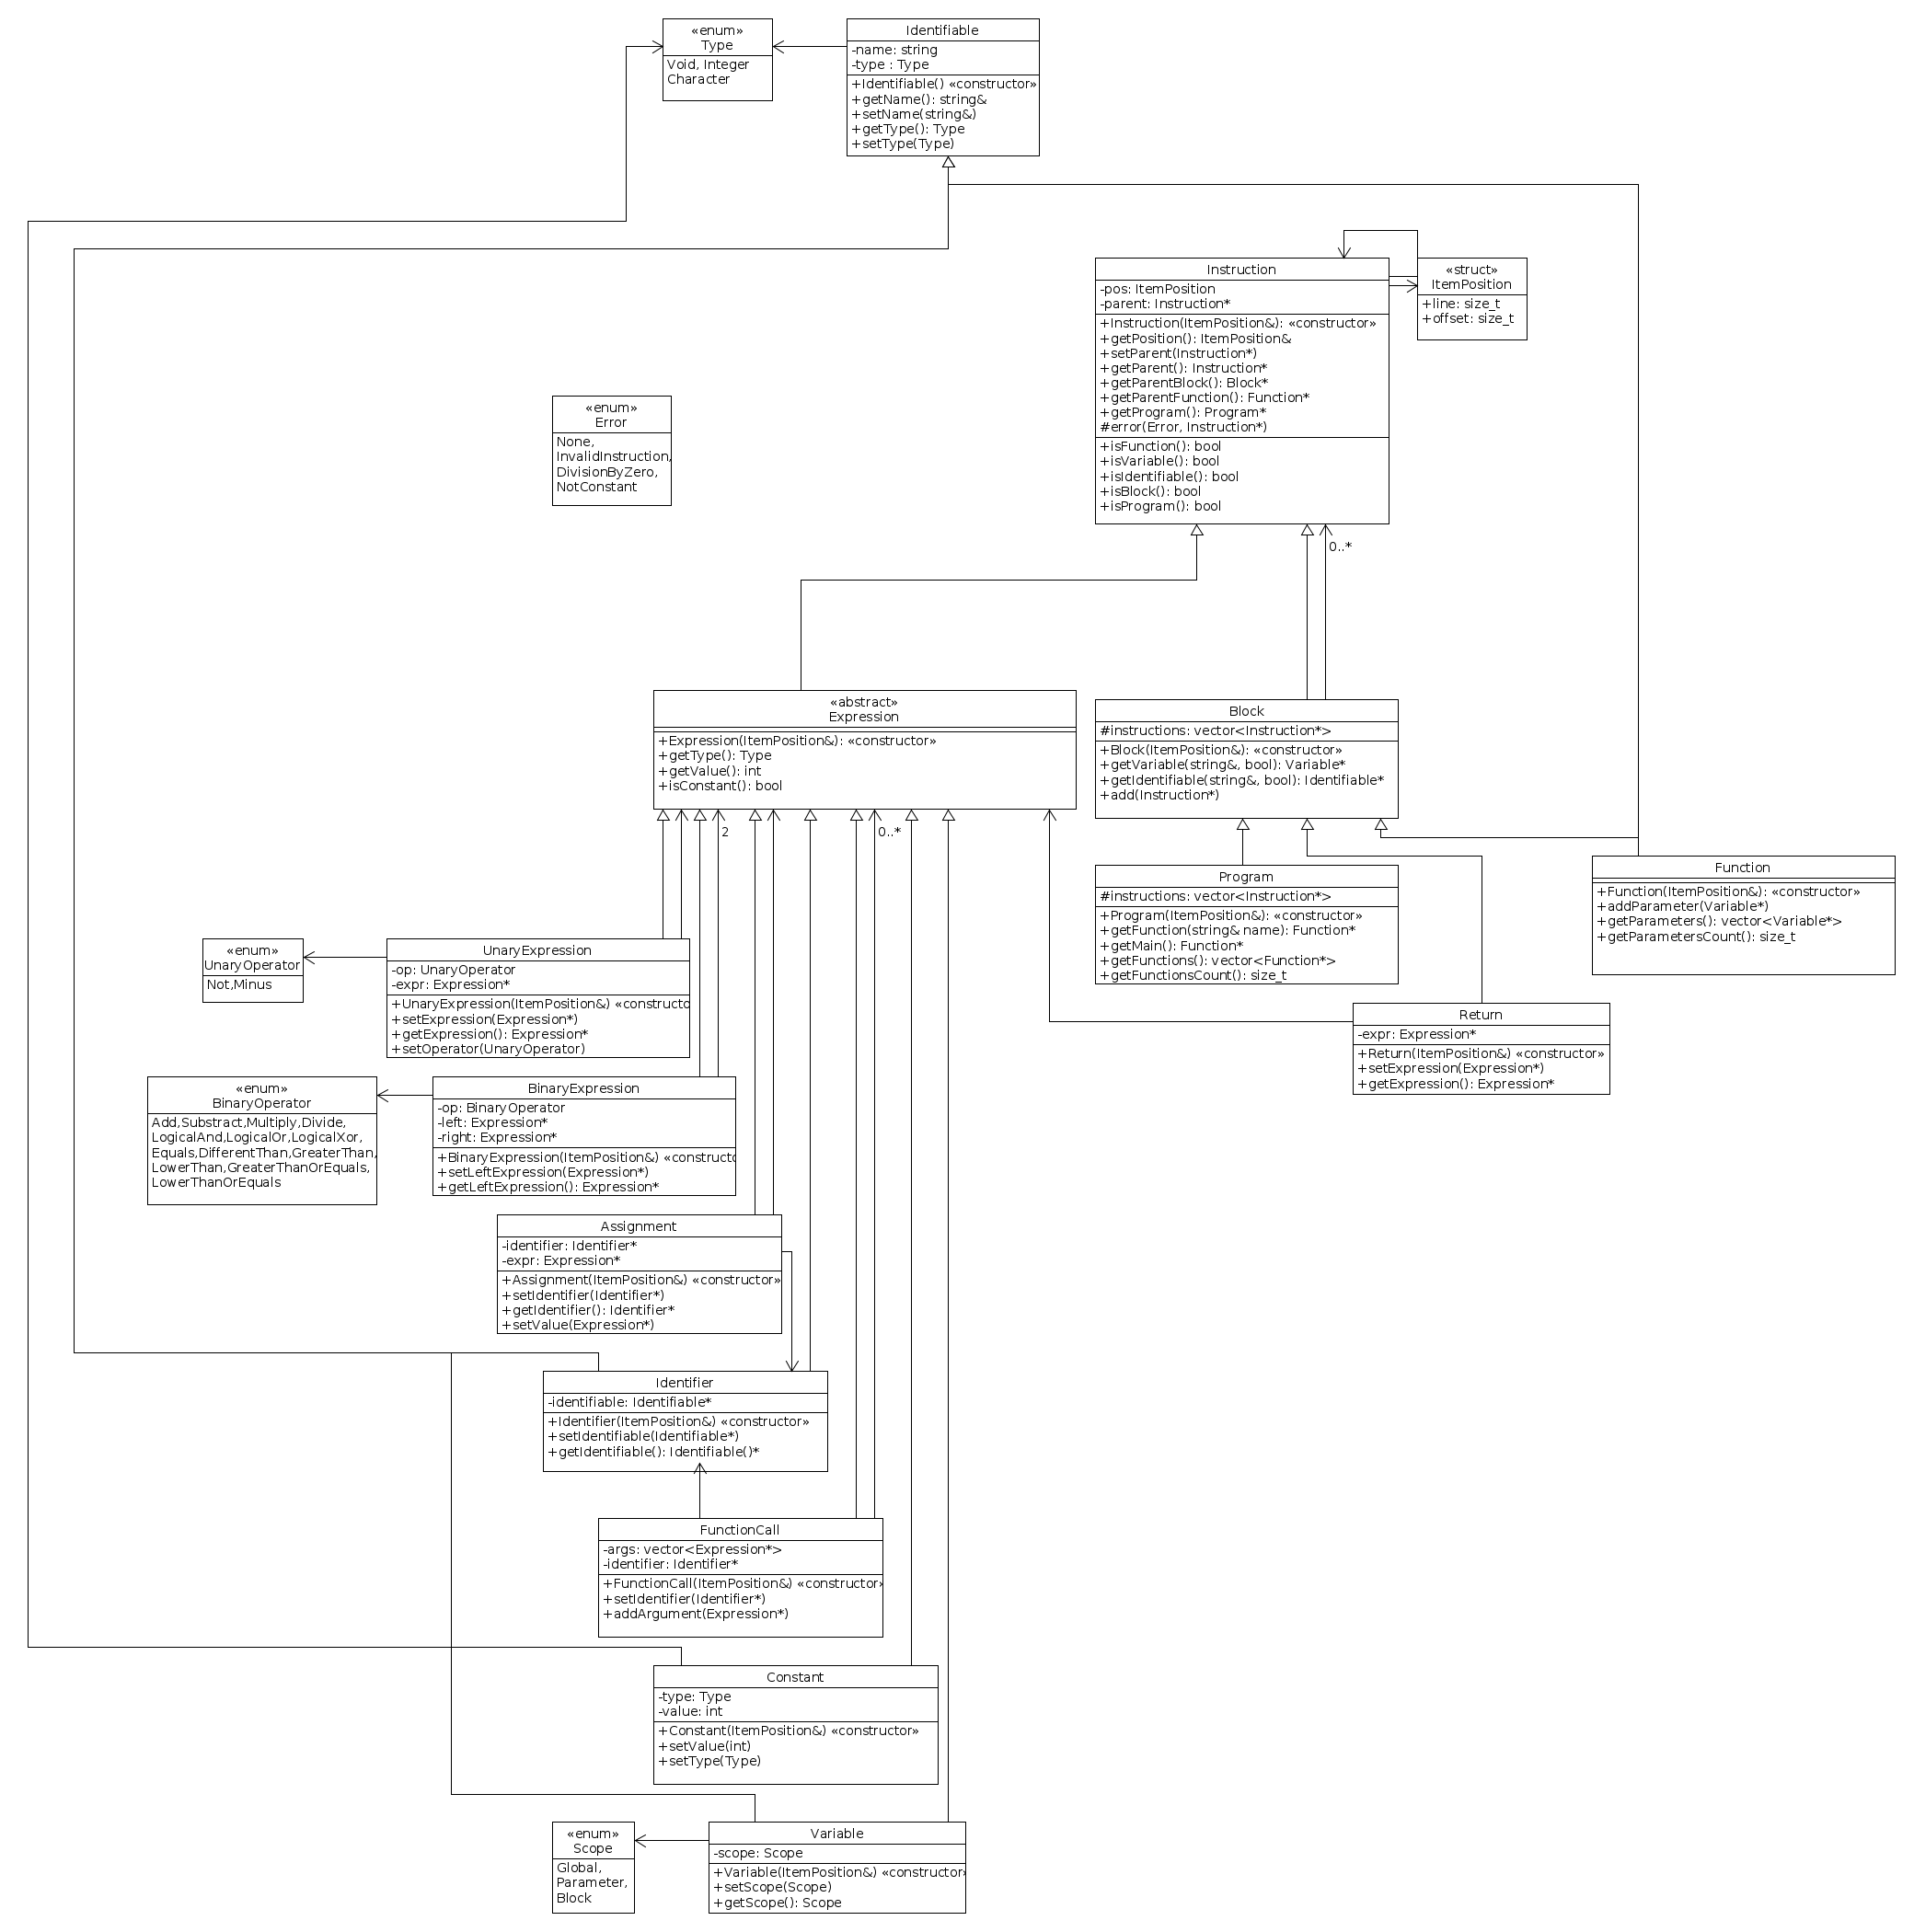 «enum»
Type
Void, Integer
Character
Identifiable
-name: string
-type : Type
+Identifiable() «constructor»
+getName(): string&
+setName(string&)
+getType(): Type
+setType(Type)
Instruction
-pos: ItemPosition
-parent: Instruction*
+Instruction(ItemPosition&): «constructor»
+getPosition(): ItemPosition&
+setParent(Instruction*)
+getParent(): Instruction*
+getParentBlock(): Block*
+getParentFunction(): Function*
+getProgram(): Program*
#error(Error, Instruction*)
+isFunction(): bool
+isVariable(): bool
+isIdentifiable(): bool
+isBlock(): bool
+isProgram(): bool
«struct»
ItemPosition
+line: size_t
+offset: size_t
«enum»
Error
None,
InvalidInstruction,
DivisionByZero,
NotConstant
0..*
«abstract»
Expression
+Expression(ItemPosition&): «constructor»
+getType(): Type
+getValue(): int
+isConstant(): bool
Block
#instructions: vector<Instruction*>
+Block(ItemPosition&): «constructor»
+getVariable(string&, bool): Variable*
+getIdentifiable(string&, bool): Identifiable*
+add(Instruction*)
2
0..*
Program
#instructions: vector<Instruction*>
+Program(ItemPosition&): «constructor»
+getFunction(string& name): Function*
+getMain(): Function*
+getFunctions(): vector<Function*>
+getFunctionsCount(): size_t
Function
+Function(ItemPosition&): «constructor»
+addParameter(Variable*)
+getParameters(): vector<Variable*>
+getParametersCount(): size_t
«enum»
UnaryOperator
Not,Minus
UnaryExpression
-op: UnaryOperator
-expr: Expression*
+UnaryExpression(ItemPosition&) «constructo
+setExpression(Expression*)
+getExpression(): Expression*
+setOperator(UnaryOperator)
Return
-expr: Expression*
+Return(ItemPosition&) «constructor»
+setExpression(Expression*)
+getExpression(): Expression*
«enum»
BinaryOperator
Add,Substract,Multiply,Divide,
LogicalAnd,LogicalOr,LogicalXor,
Equals,DifferentThan,GreaterThan,
LowerThan,GreaterThanOrEquals,
LowerThanOrEquals
BinaryExpression
-op: BinaryOperator
-left: Expression*
-right: Expression*
+BinaryExpression(ItemPosition&) «constructo
+setLeftExpression(Expression*)
+getLeftExpression(): Expression*
Assignment
-identifier: Identifier*
-expr: Expression*
+Assignment(ItemPosition&) «constructor»
+setIdentifier(Identifier*)
+getIdentifier(): Identifier*
+setValue(Expression*)
Identifier
-identifiable: Identifiable*
+Identifier(ItemPosition&) «constructor»
+setIdentifiable(Identifiable*)
+getIdentifiable(): Identifiable()*
FunctionCall
-args: vector<Expression*>
-identifier: Identifier*
+FunctionCall(ItemPosition&) «constructor»
+setIdentifier(Identifier*)
+addArgument(Expression*)
Constant
-type: Type
-value: int
+Constant(ItemPosition&) «constructor»
+setValue(int)
+setType(Type)
«enum»
Scope
Global,
Parameter,
Block
Variable
-scope: Scope
+Variable(ItemPosition&) «constructor»
+setScope(Scope)
+getScope(): Scope